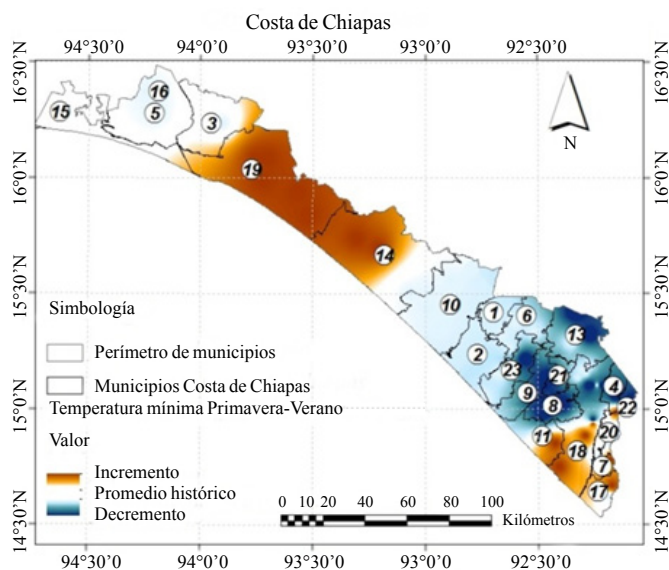 Costa de Chiapas
94°30’0”O 94°0’0”O 93°30’0”O 93°0’0”O 92°30’0”O
16°30’N
16°0’N
15°30’N
15°0’N
14°30’N
16°30’N
16°0’N
15°30’N
15°0’N
14°30’N
N
15
16
5
3
19
14
10
1
6
13
2
23
21
4
9
8
22
11
18
20
7
17
Simbología
Perímetro de municipios
Municipios Costa de Chiapas
Temperatura mínima Primavera-Verano
Valor
Incremento
Promedio histórico
Decremento
0 10 20 40 60 80 100
Kilómetros
94°30’0”O 94°0’0”O 93°30’0”O 93°0’0”O 92°30’0”O